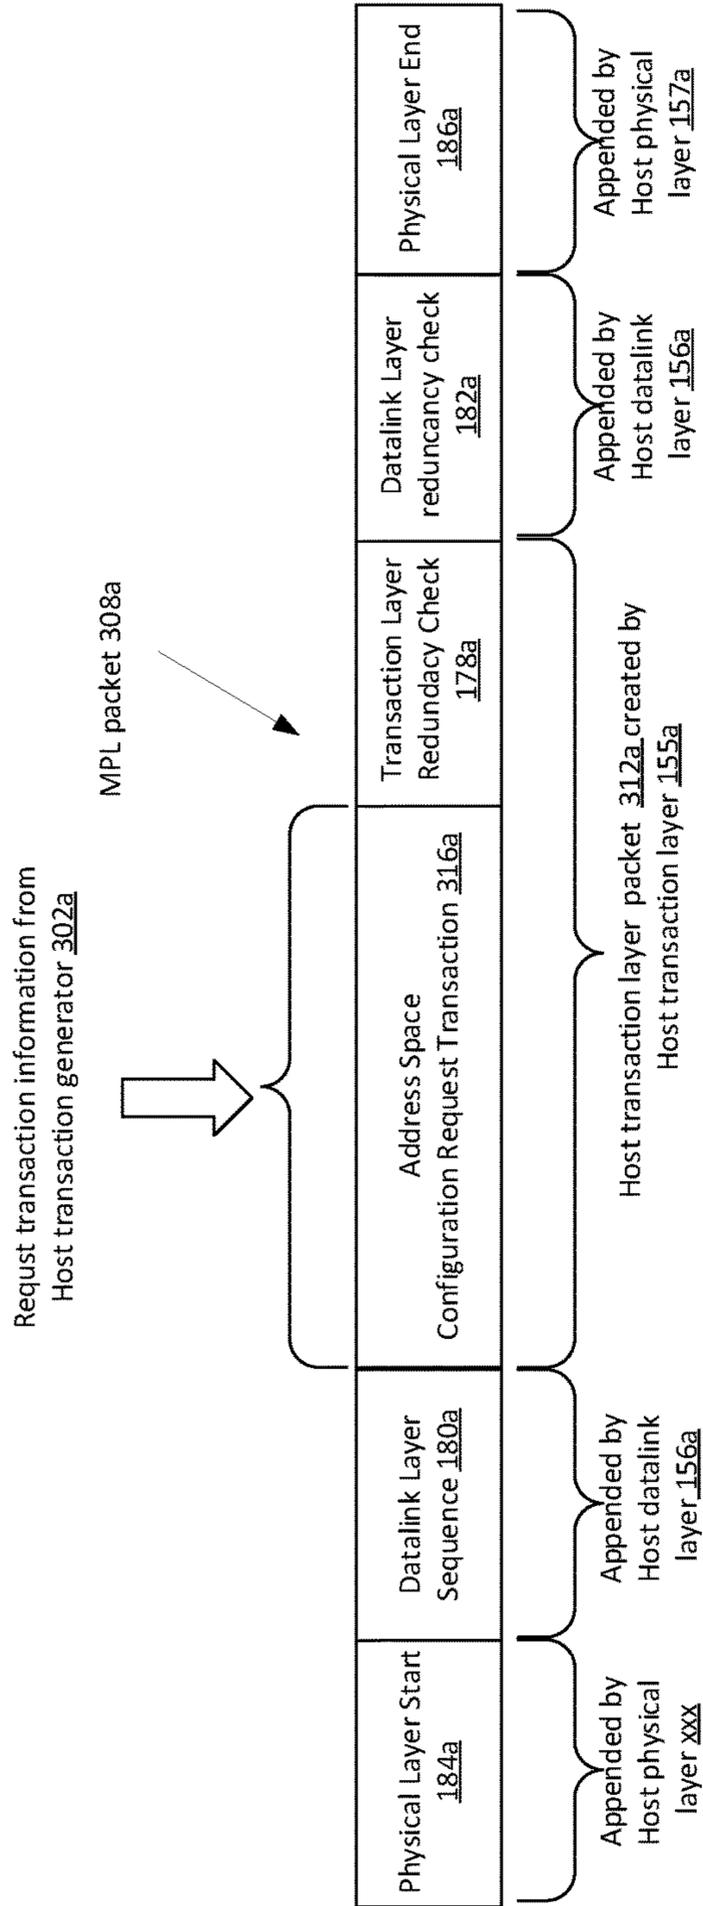 Requst transaction information from
Host transaction generator 302a
MPL packet 308a
Physical Layer Start
184a
Datalink Layer
Sequence 180a
Address Space
Configuration Request Transaction 316a
Transaction Layer
Redundacy Check
178a
Datalink Layer
reduncancy check
182a
Physical Layer End
186a
Appended by
Host physical
layer xxx
Appended by
Host datalink
layer 156a
Host transaction layer packet 312a created by
Host transaction layer 155a
Appended by
Host datalink
layer 156a
Appended by
Host physical
layer 157a